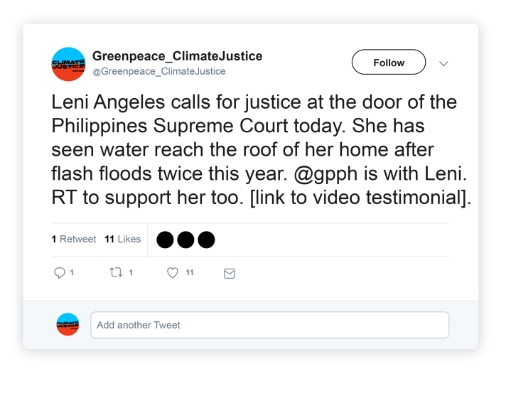 CLIMATE
JUSTICE
Greenpeace_ClimateJustice
@Greenpeace_ClimateJustice
Follow
Leni Angeles calls for justice at the door of the
Philippines Supreme Court today. She has
seen water reach the roof of her home after
flash floods twice this year. @gpph is with Leni.
RT to support her too. [link to video testimonial].
1 Retweet 11 Likes
1 1 11
Add another Tweet